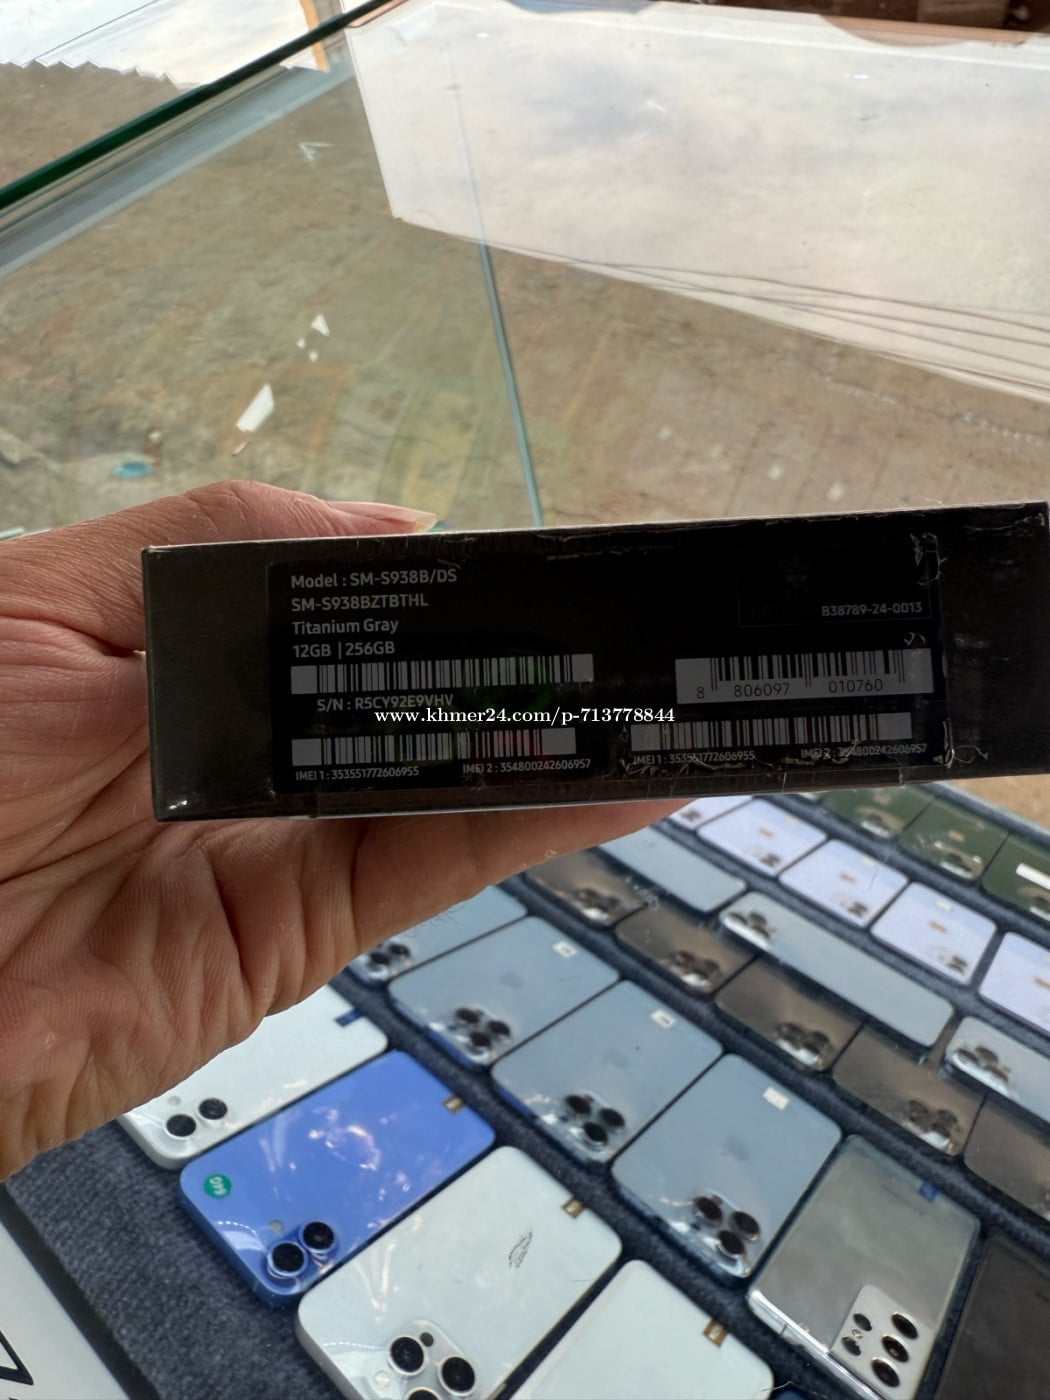 Model : SM-S938B/DS
SM-S938BZTBTHL
Titanium Gray
12GB | 256GB
B38789-24-0013
S/N : R5CY92E9VHV
8 806097 010760
www.khmer24.com/p-713778844
IMEI 1 : 353551772606955
IMEI 2 : 354800242606957
IMEI 1 : 353551772606955
IMEI 2 : 354800242606957